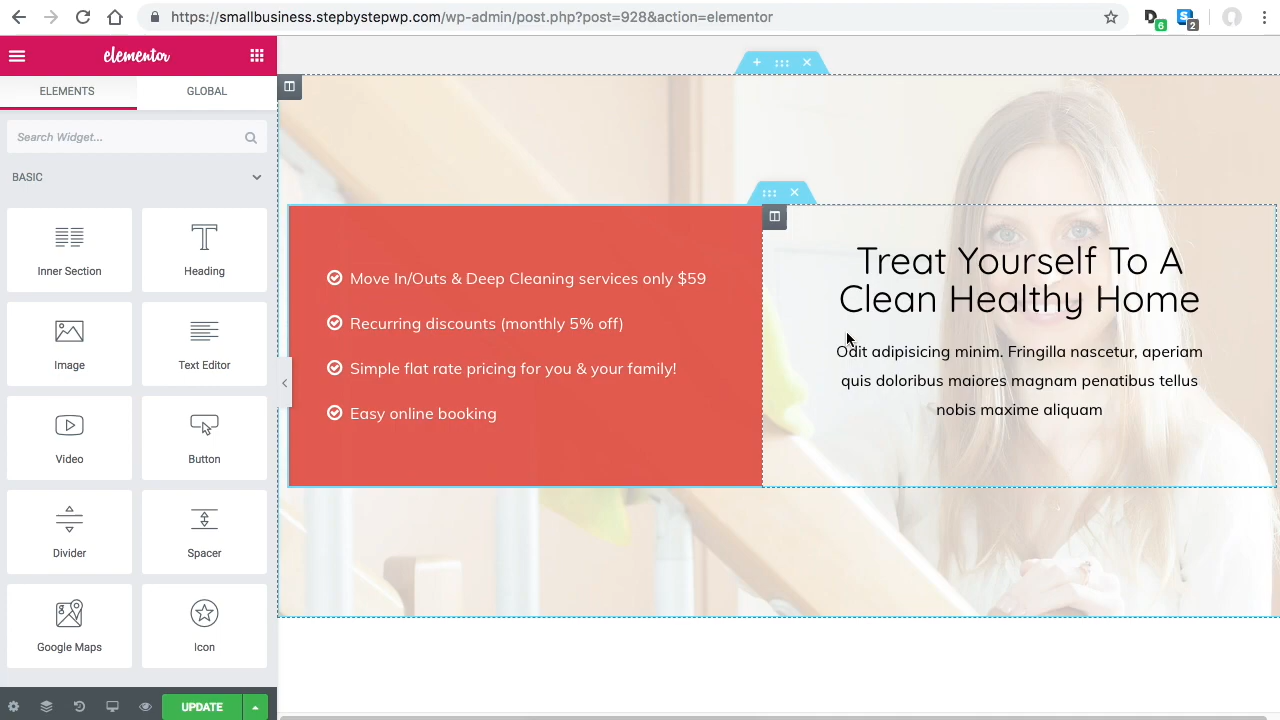 https://smallbusiness.stepbystepwp.com/wp-admin/post.php?post=928&action=elementor
6
2
elementor
ELEMENTS
GLOBAL
Search Widget...
BASIC
Inner Section
Heading
Image
Text Editor
Video
Button
Divider
Spacer
Google Maps
Icon
UPDATE
Move In/Outs & Deep Cleaning services only $59
Recurring discounts (monthly 5% off)
Simple flat rate pricing for you & your family!
Easy online booking
Treat Yourself To A
Clean Healthy Home
Odit adipisicing minim. Fringilla nascetur, aperiam
quis doloribus maiores magnam penatibus tellus
nobis maxime aliquam